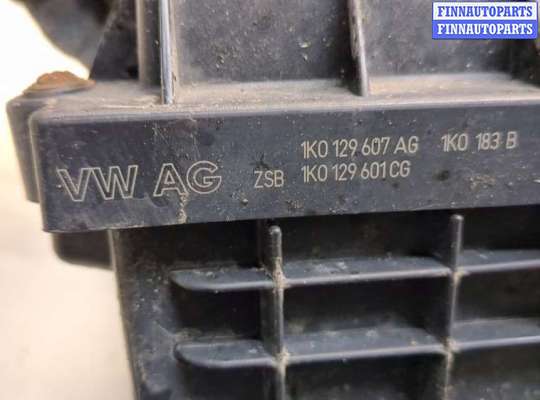 FINNAUTOPARTS
FINNAUTOPARTS
1K0 129 607 AG 1K0 183 B
VW AG ZSB 1K0 129 601 CG